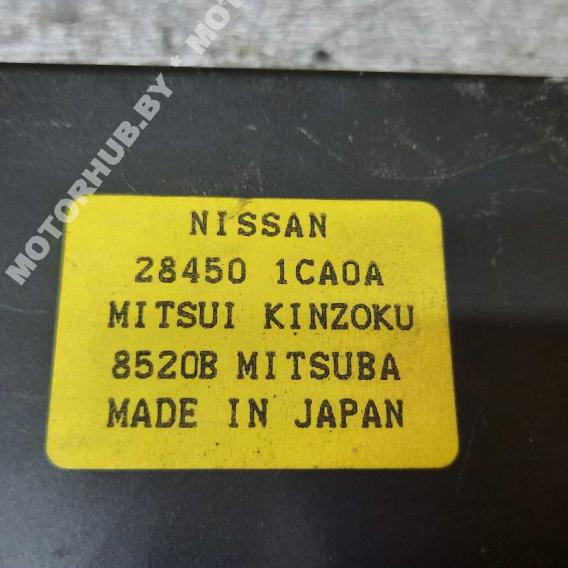 MOTORHUB.BY * MOT
NISSAN
28450 1CA0A
MITSUI KINZOKU
8520B MITSUBA
MADE IN JAPAN